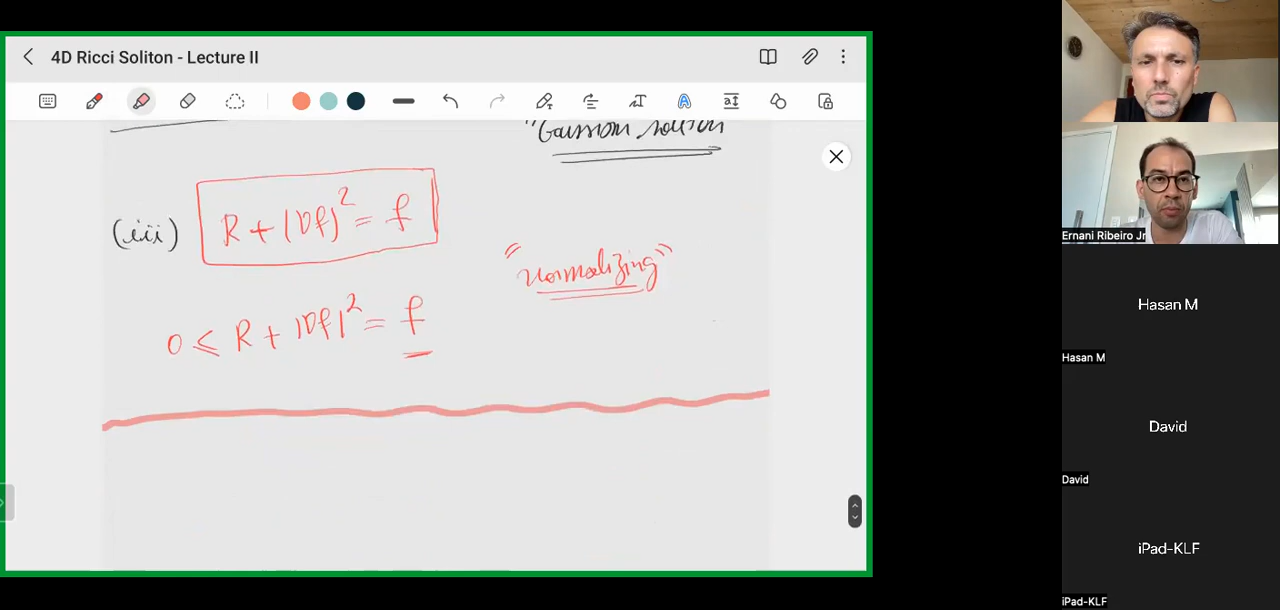 4D Ricci Soliton - Lecture II
"Gaussian soliton
(iii) R + |∇f|² = f
"normalizing"
0 ≤ R + |∇f|² = f
Ernani Ribeiro Jr
Hasan M
Hasan M
David
David
iPad-KLF
iPad-KLF